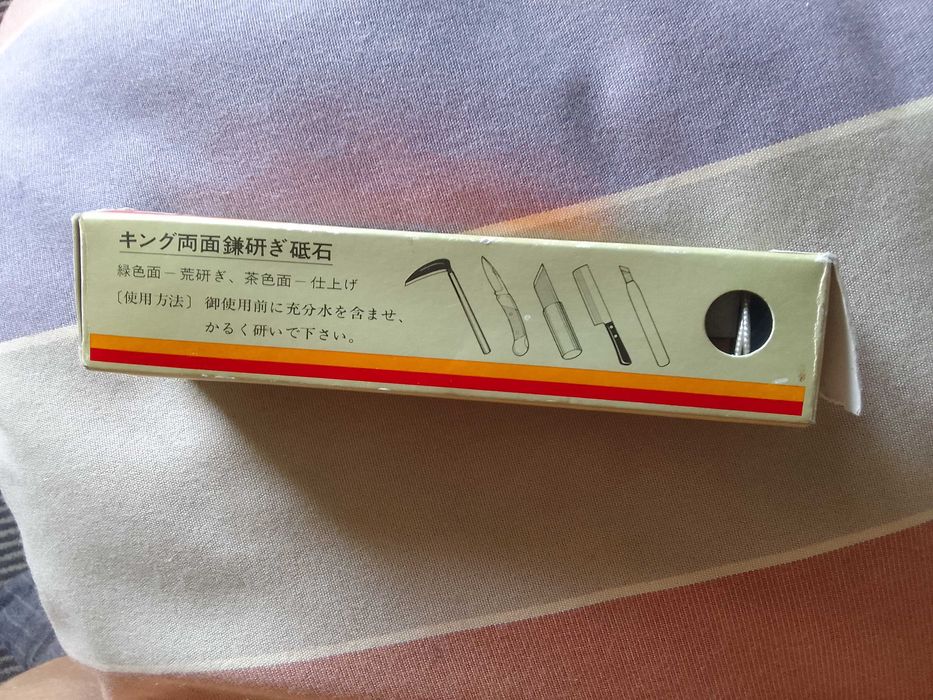 キング両面鎌研ぎ砥石
緑色面－荒研ぎ、茶色面－仕上げ
〔使用方法〕 御使用前に充分水を含ませ、
かるく研いで下さい。